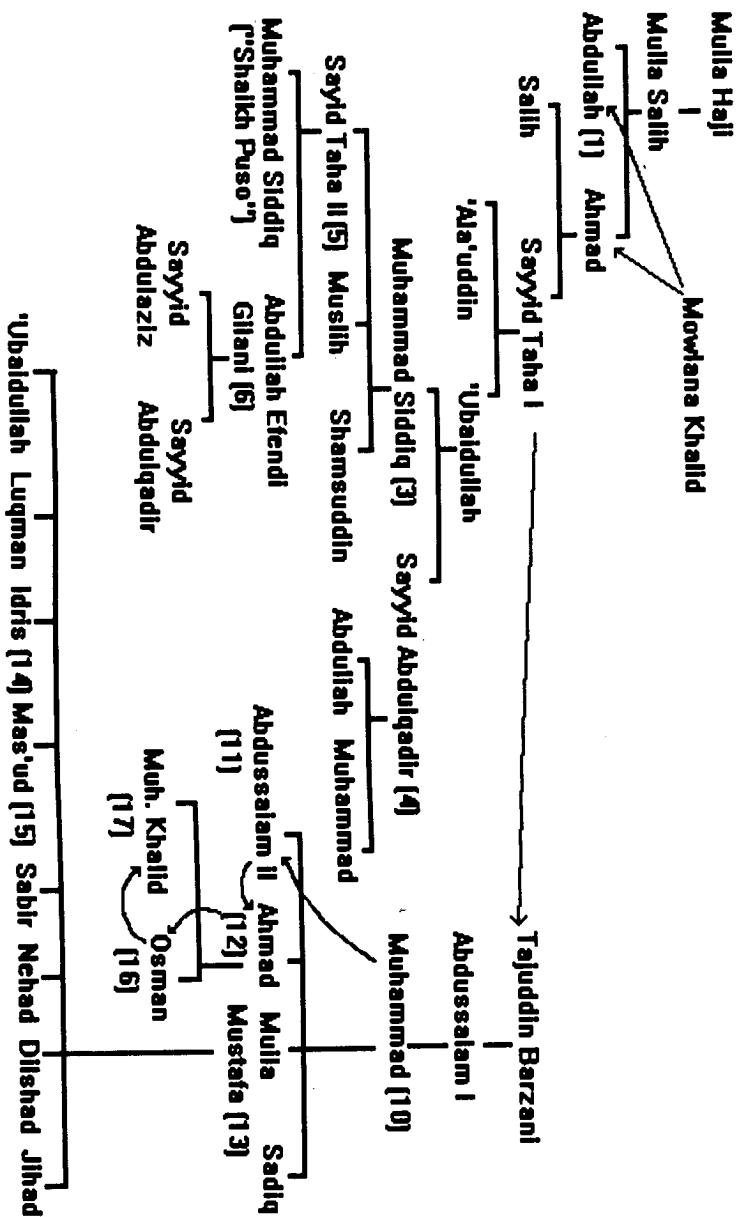 Mulla Haji
Mulla Salih
Mowlana Khalid
Abdullah (1) Ahmad
Salih Sayyid Taha I Tajuddin Barzani
'Ala'uddin 'Ubaidullah Abdussalam I
Muhammad Siddiq (3) Sayyid Abdulqadir (4) Muhammad (10)
Sayid Taha II (5) Muslih Shamsuddin Abdullah Muhammad
Muhammad Siddiq Abdullah Efendi Abdussalam II Ahmad Mulla Sadiq
("Shaikh Puso") Gilani (6) (11) (12) Mustafa (13)
Sayyid Sayyid Muh. Khalid Osman
Abdulaziz Abdulqadir (17) (16)
'Ubaidullah Luqman Idris (14) Mas'ud (15) Sabir Nehad Dilshad Jihad